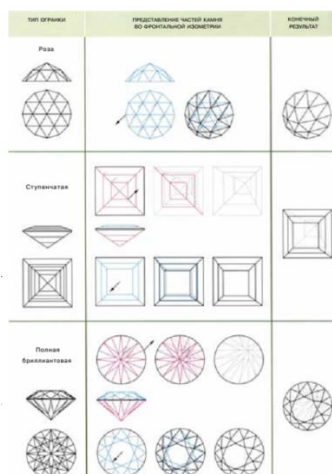 ТИП ОГРАНКИ
ПРЕДСТАВЛЕНИЕ ЧАСТЕЙ КАМНЯ
ВО ФРОНТАЛЬНОЙ ИЗОМЕТРИИ
КОНЕЧНЫЙ
РЕЗУЛЬТАТ
Роза
Ступенчатая
Полная
бриллиантовая